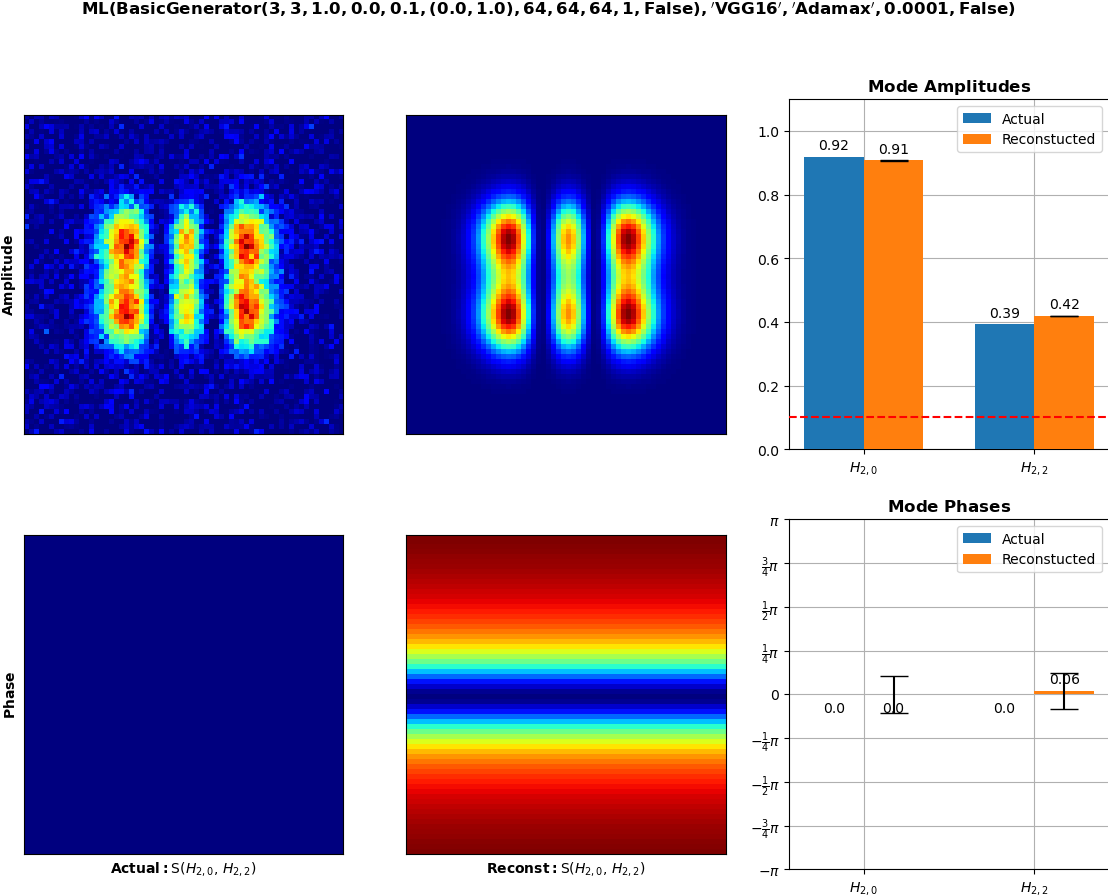 ML(BasicGenerator(3, 3, 1.0, 0.0, 0.1, (0.0, 1.0), 64, 64, 64, 1, False), ′VGG16′, ′Adamax′, 0.0001, False)
Mode Amplitudes
Amplitude
1.0
0.8
0.6
0.4
0.2
0.0
Actual
Reconstucted
0.92
0.91
0.39
0.42
H2,0
H2,2
Mode Phases
Phase
π
3/4π
1/2π
1/4π
0
−1/4π
−1/2π
−3/4π
−π
Actual
Reconstucted
0.0
0.0
0.0
0.06
H2,0
H2,2
Actual: S(H2,0, H2,2)
Reconst: S(H2,0, H2,2)